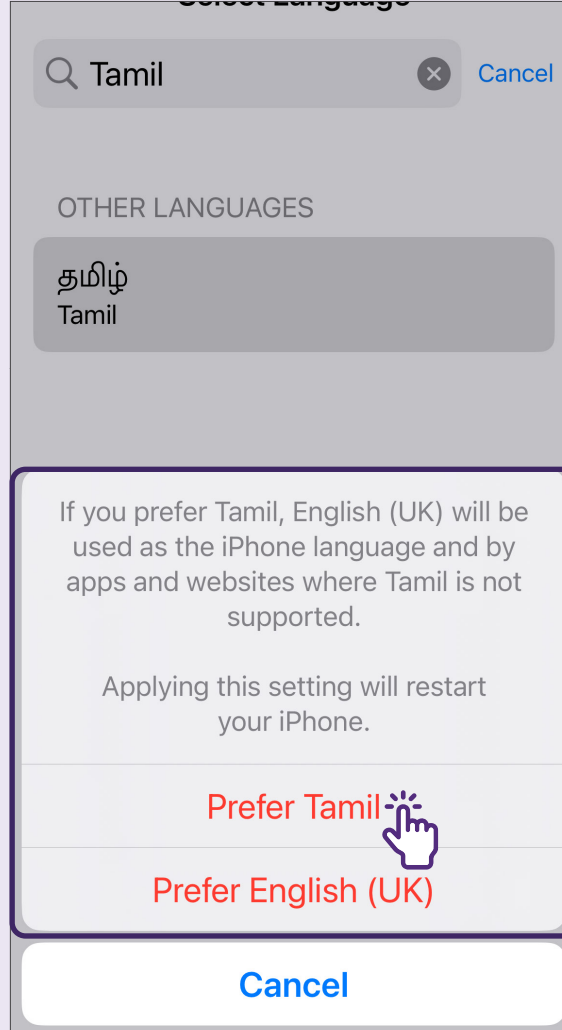 Select Language
Tamil
Cancel
OTHER LANGUAGES
தமிழ்
Tamil
If you prefer Tamil, English (UK) will be
used as the iPhone language and by
apps and websites where Tamil is not
supported.
Applying this setting will restart
your iPhone.
Prefer Tamil
Prefer English (UK)
Cancel